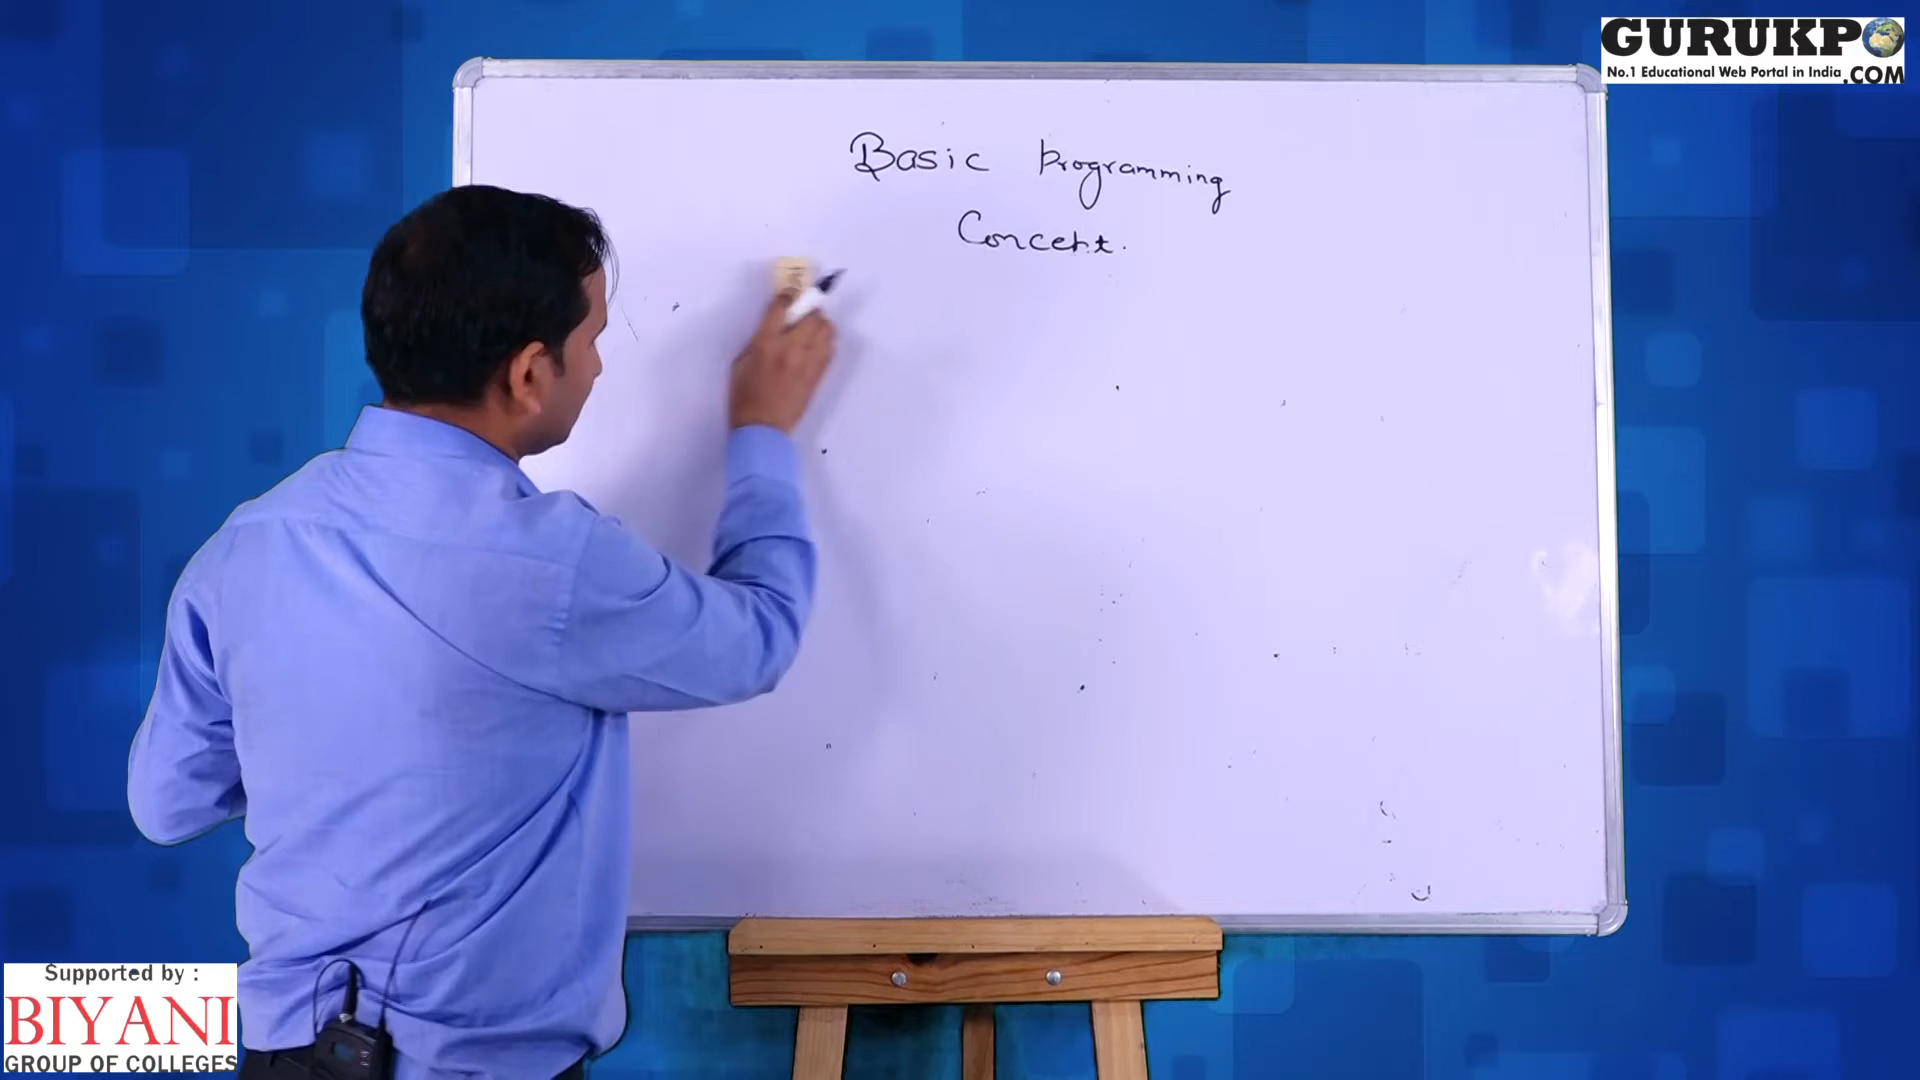 GURUKPO
No.1 Educational Web Portal in India .COM
Basic Programming
Concept.
Supported by :
BIYANI
GROUP OF COLLEGES